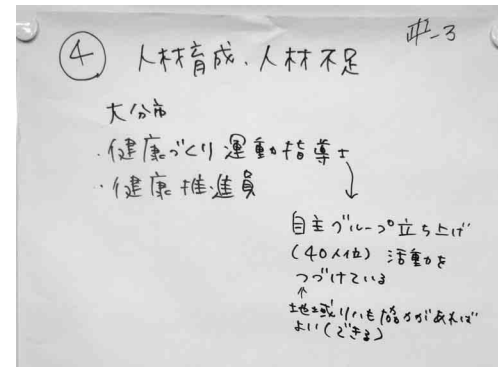 #2-3
④ 人材育成、人材不足
大分市
・健康づくり運動指導士
・健康推進員
↓
自主グループ立ち上げ
(40人位) 活動を
つづけている
↑
地域リハも協力があれば
よい(できる)